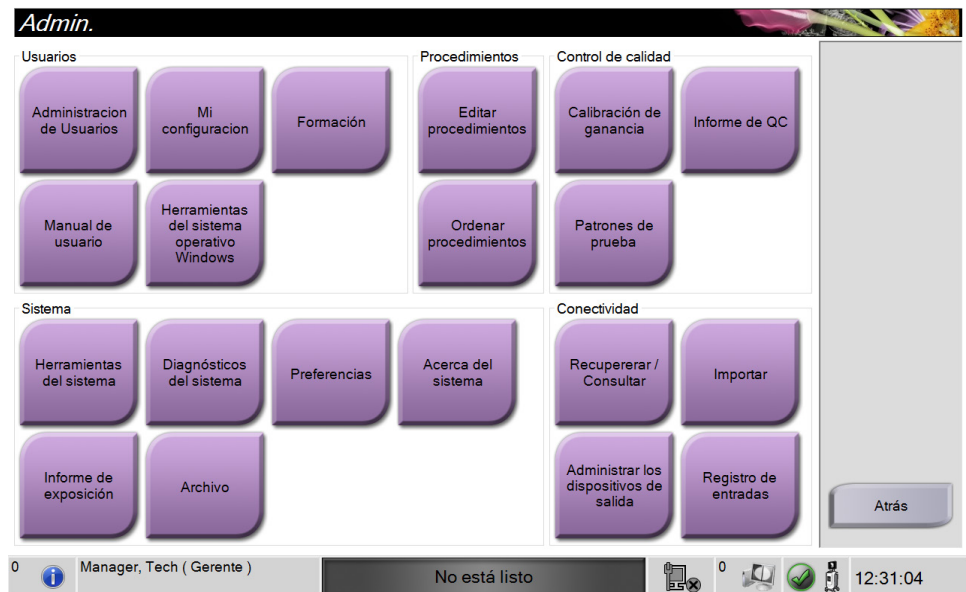 Admin.
Usuarios
Administracion
de Usuarios
Mi
configuracion
Formación
Manual de
usuario
Herramientas
del sistema
operativo
Windows
Procedimientos
Editar
procedimientos
Ordenar
procedimientos
Control de calidad
Calibración de
ganancia
Informe de QC
Patrones de
prueba
Sistema
Herramientas
del sistema
Diagnósticos
del sistema
Preferencias
Acerca del
sistema
Informe de
exposición
Archivo
Conectividad
Recupererar /
Consultar
Importar
Administrar los
dispositivos de
salida
Registro de
entradas
Atrás
0
Manager, Tech ( Gerente )
No está listo
0
12:31:04